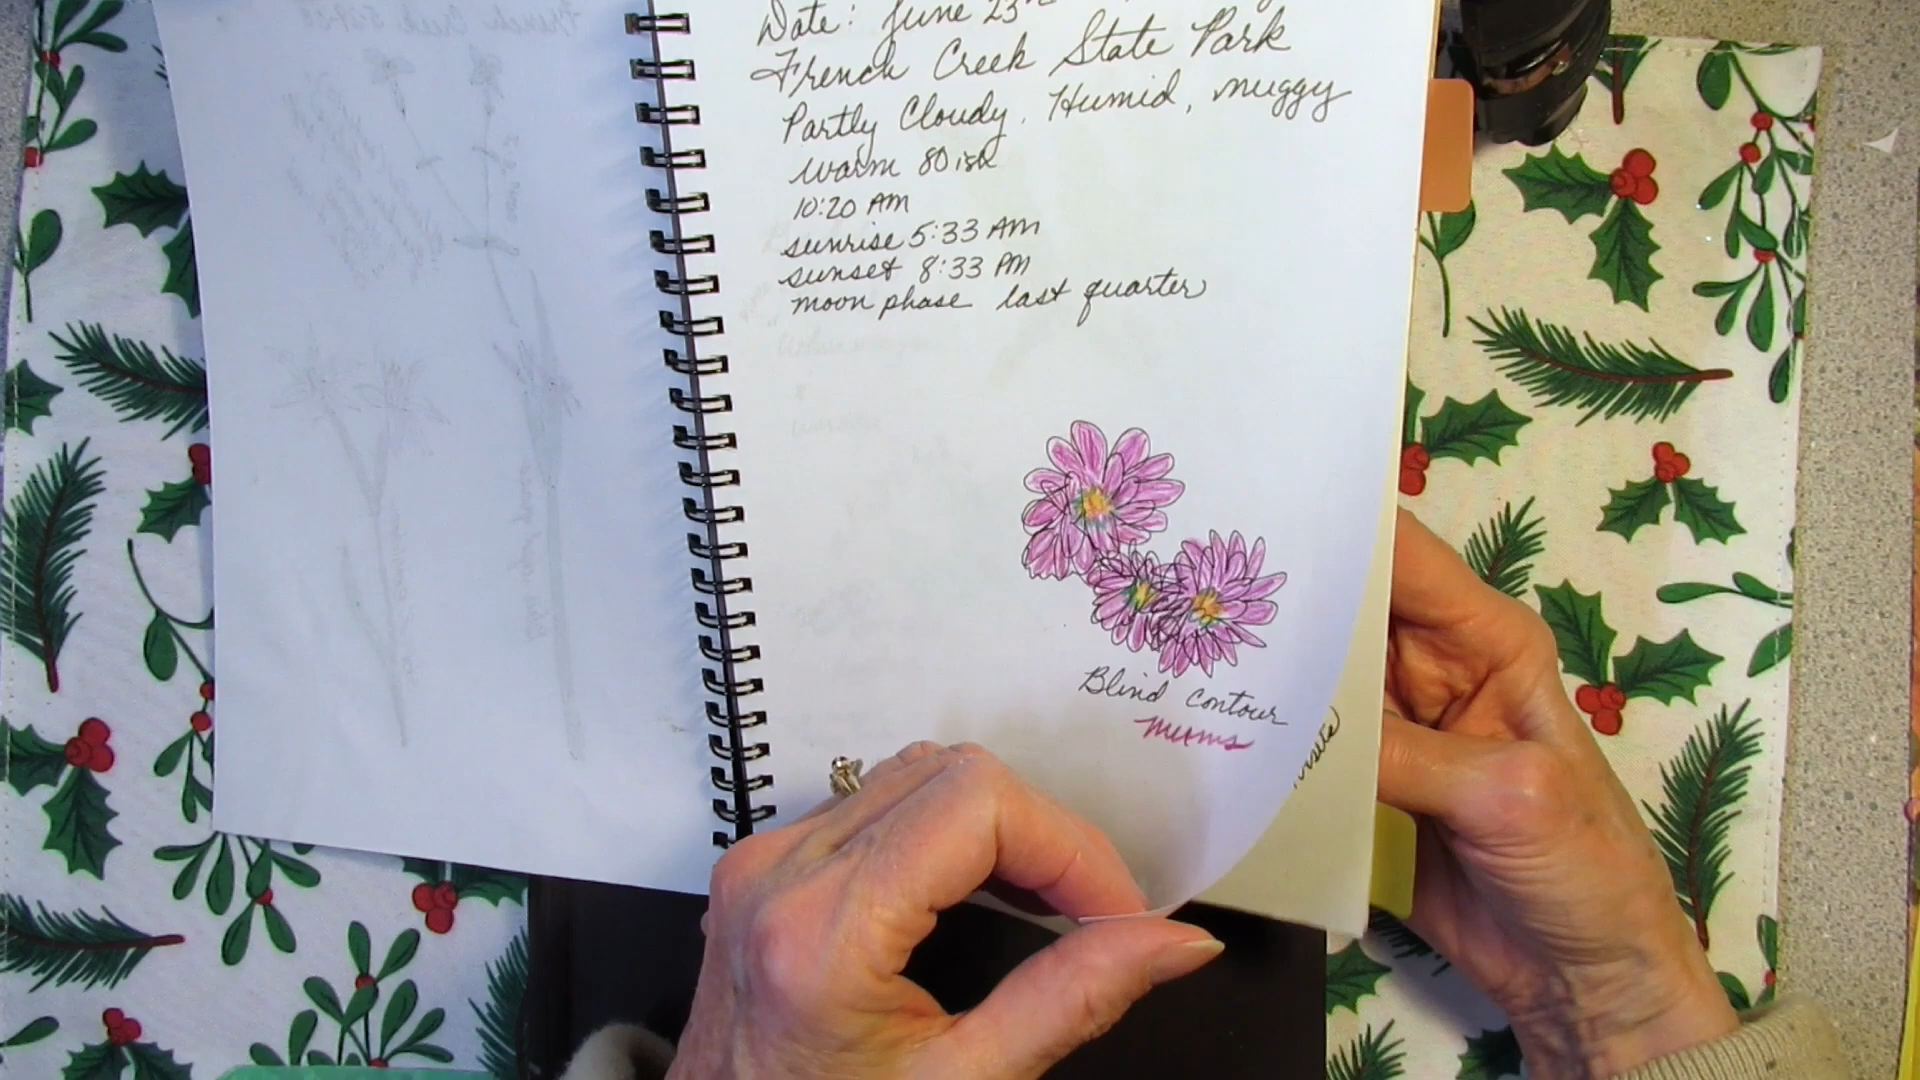 Date: June 23rd
French Creek State Park
Partly Cloudy, Humid, muggy
warm 80ish
10:20 AM
sunrise 5:33 AM
sunset 8:33 PM
moon phase last quarter
Blind contour
mums